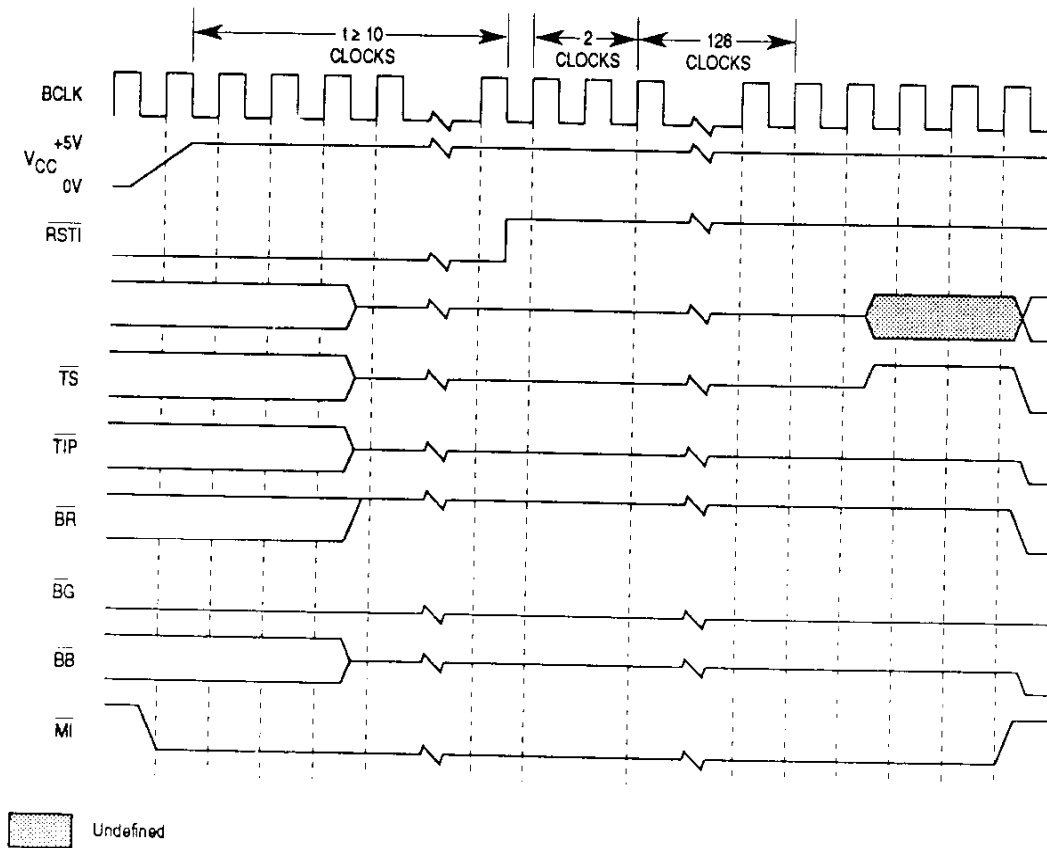 t ≥ 10
CLOCKS
2
CLOCKS
128
CLOCKS
BCLK
+5V
VCC
0V
RSTI
TS
TIP
BR
BG
BB
MI
Undefined